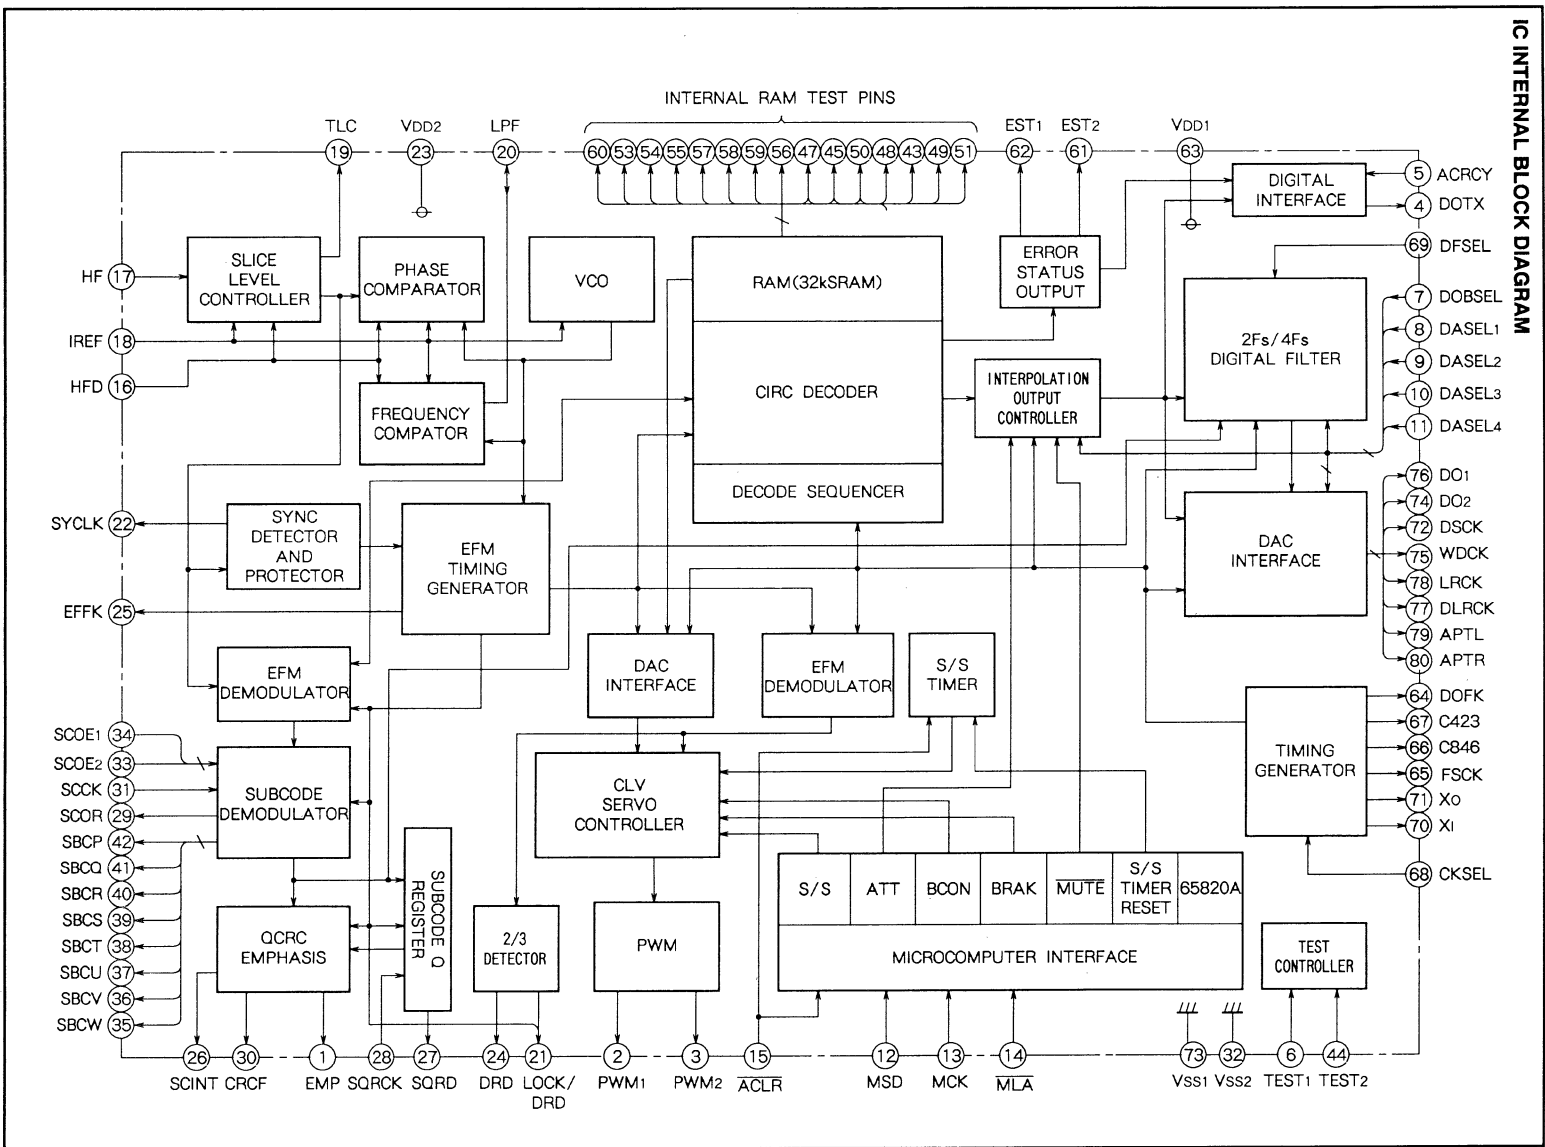 IC INTERNAL BLOCK DIAGRAM
INTERNAL RAM TEST PINS
TLC
VDD2
LPF
EST1
EST2
VDD1
19
23
20
60
53
54
55
57
58
59
56
47
45
50
48
43
49
51
62
61
63
HF
17
IREF
18
HFD
16
SYCLK
22
EFFK
25
SCOE1
34
SCOE2
33
SCCK
31
SCOR
29
SBCP
42
SBCQ
41
SBCR
40
SBCS
39
SBCT
38
SBCU
37
SBCV
36
SBCW
35
SLICE
LEVEL
CONTROLLER
PHASE
COMPARATOR
VCO
FREQUENCY
COMPATOR
RAM(32kSRAM)
CIRC DECODER
DECODE SEQUENCER
ERROR
STATUS
OUTPUT
DIGITAL
INTERFACE
INTERPOLATION
OUTPUT
CONTROLLER
2Fs/4Fs
DIGITAL FILTER
DAC
INTERFACE
SYNC
DETECTOR
AND
PROTECTOR
EFM
TIMING
GENERATOR
EFM
DEMODULATOR
DAC
INTERFACE
EFM
DEMODULATOR
S/S
TIMER
SUBCODE
DEMODULATOR
CLV
SERVO
CONTROLLER
TIMING
GENERATOR
SUBCODE Q
REGISTER
QCRC
EMPHASIS
2/3
DETECTOR
PWM
S/S
ATT
BCON
BRAK
MUTE
S/S
TIMER
RESET
65820A
MICROCOMPUTER INTERFACE
TEST
CONTROLLER
5
ACRCY
4
DOTX
69
DFSEL
7
DOBSEL
8
DASEL1
9
DASEL2
10
DASEL3
11
DASEL4
76
DO1
74
DO2
72
DSCK
75
WDCK
78
LRCK
77
DLRCK
79
APTL
80
APTR
64
DOFK
67
C423
66
C846
65
FSCK
71
XO
70
XI
68
CKSEL
26
30
1
28
27
24
21
2
3
15
12
13
14
73
32
6
44
SCINT
CRCF
EMP
SQRCK
SQRD
DRD
LOCK/
DRD
PWM1
PWM2
ACLR
MSD
MCK
MLA
VSS1
VSS2
TEST1
TEST2